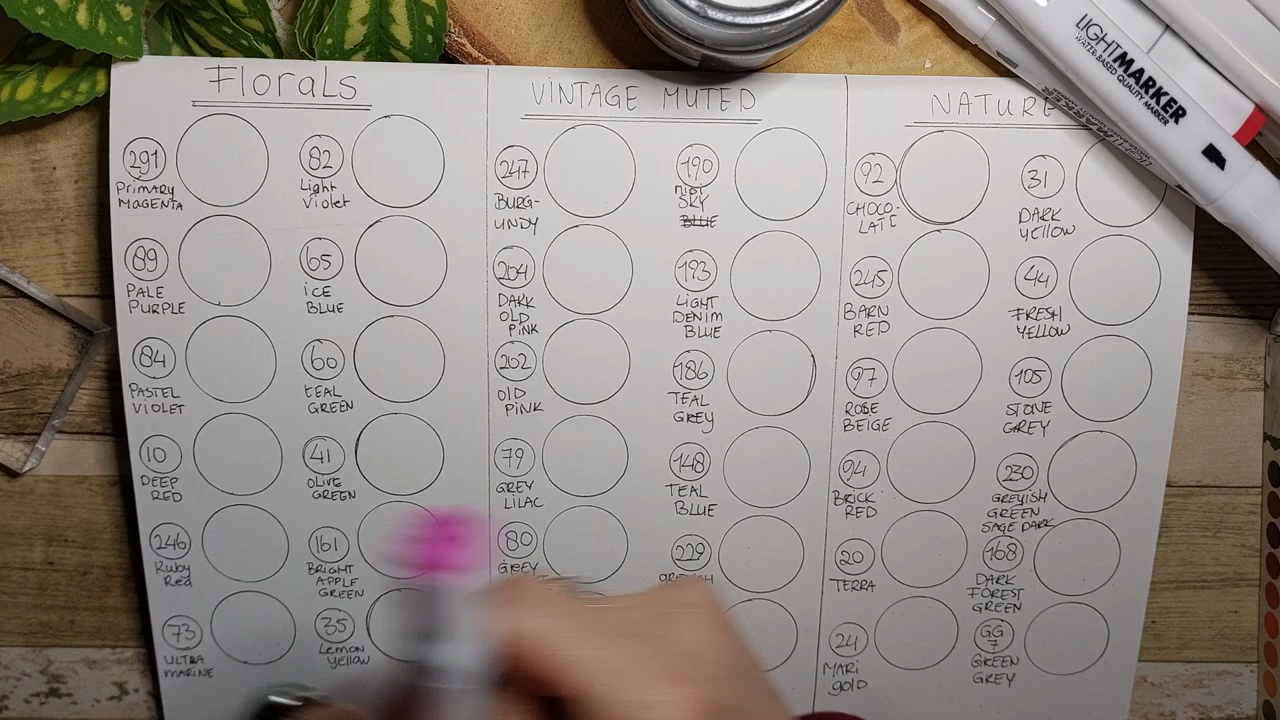 Florals
291
PRIMARY
MAGENTA
89
PALE
PURPLE
84
PASTEL
VIOLET
10
DEEP
RED
246
Ruby
Red
73
ULTRA
MARINE
82
Light
Violet
65
ICE
BLUE
60
TEAL
GREEN
41
OLIVE
GREEN
161
BRIGHT
APPLE
GREEN
35
Lemon
yellow
VINTAGE MUTED
247
BURG-
UNDY
204
DARK
OLD
PINK
202
OLD
PINK
79
GREY
LILAC
80
GREY
190
SKY
BLUE
193
LIGHT
DENIM
BLUE
186
TEAL
GREY
148
TEAL
BLUE
229
NATURE
92
CHOCO-
LATE
245
BARN
RED
97
ROSE
BEIGE
94
BRICK
RED
20
TERRA
24
MARI
gOLD
31
DARK
YELLOW
44
FRESH
YELLOW
105
STONE
GREY
230
GREYISH
GREEN
SAGE DARK
168
DARK
FOREST
GREEN
GG
7
GREEN
GREY
LIGHTMARKER
WATER-BASED QUALITY MARKER